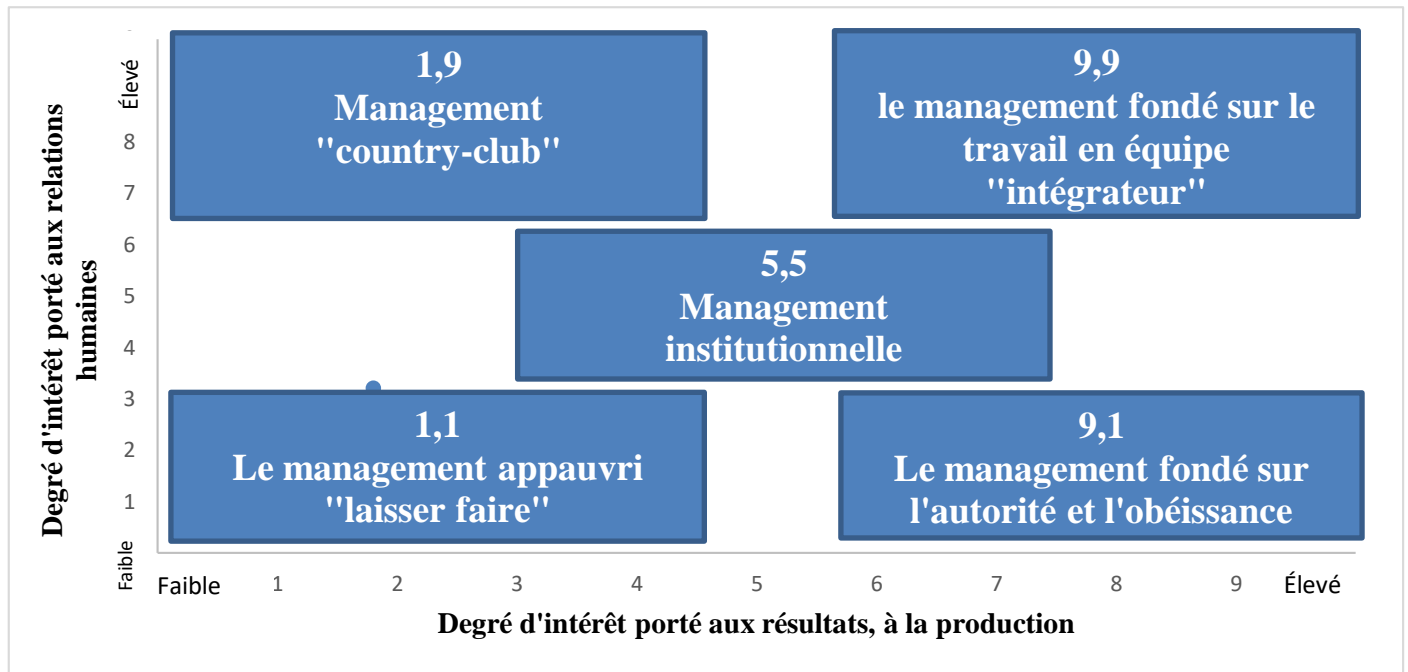 1,9
Management
"country-club"
9,9
le management fondé sur le
travail en équipe
"intégrateur"
5,5
Management
institutionnelle
1,1
Le management appauvri
"laisser faire"
9,1
Le management fondé sur
l'autorité et l'obéissance
Degré d'intérêt porté aux relations
humaines
Élevé
8
7
6
5
4
3
2
1
Faible
Faible 1 2 3 4 5 6 7 8 9 Élevé
Degré d'intérêt porté aux résultats, à la production